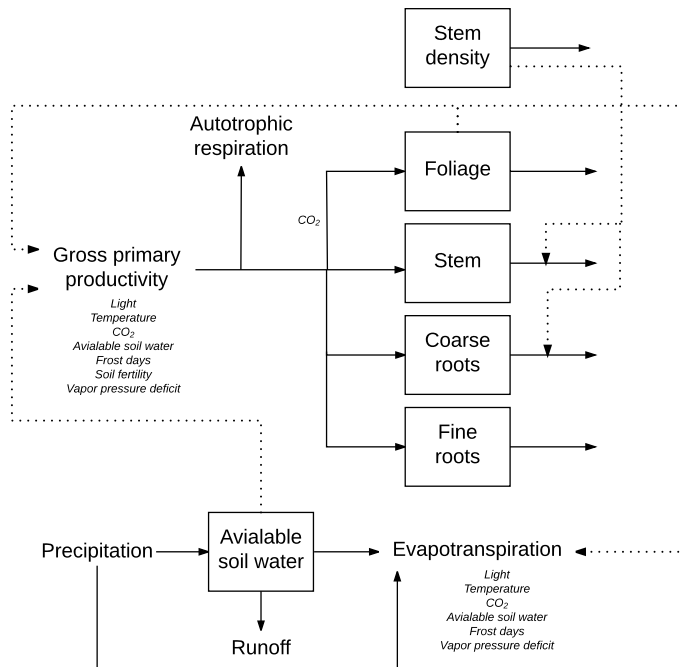 Stem
density
Autotrophic
respiration
Foliage
CO₂
Gross primary
productivity
Light
Temperature
CO₂
Avialable soil water
Frost days
Soil fertility
Vapor pressure deficit
Stem
Coarse
roots
Fine
roots
Precipitation
Avialable
soil water
Evapotranspiration
Light
Temperature
CO₂
Avialable soil water
Frost days
Vapor pressure deficit
Runoff